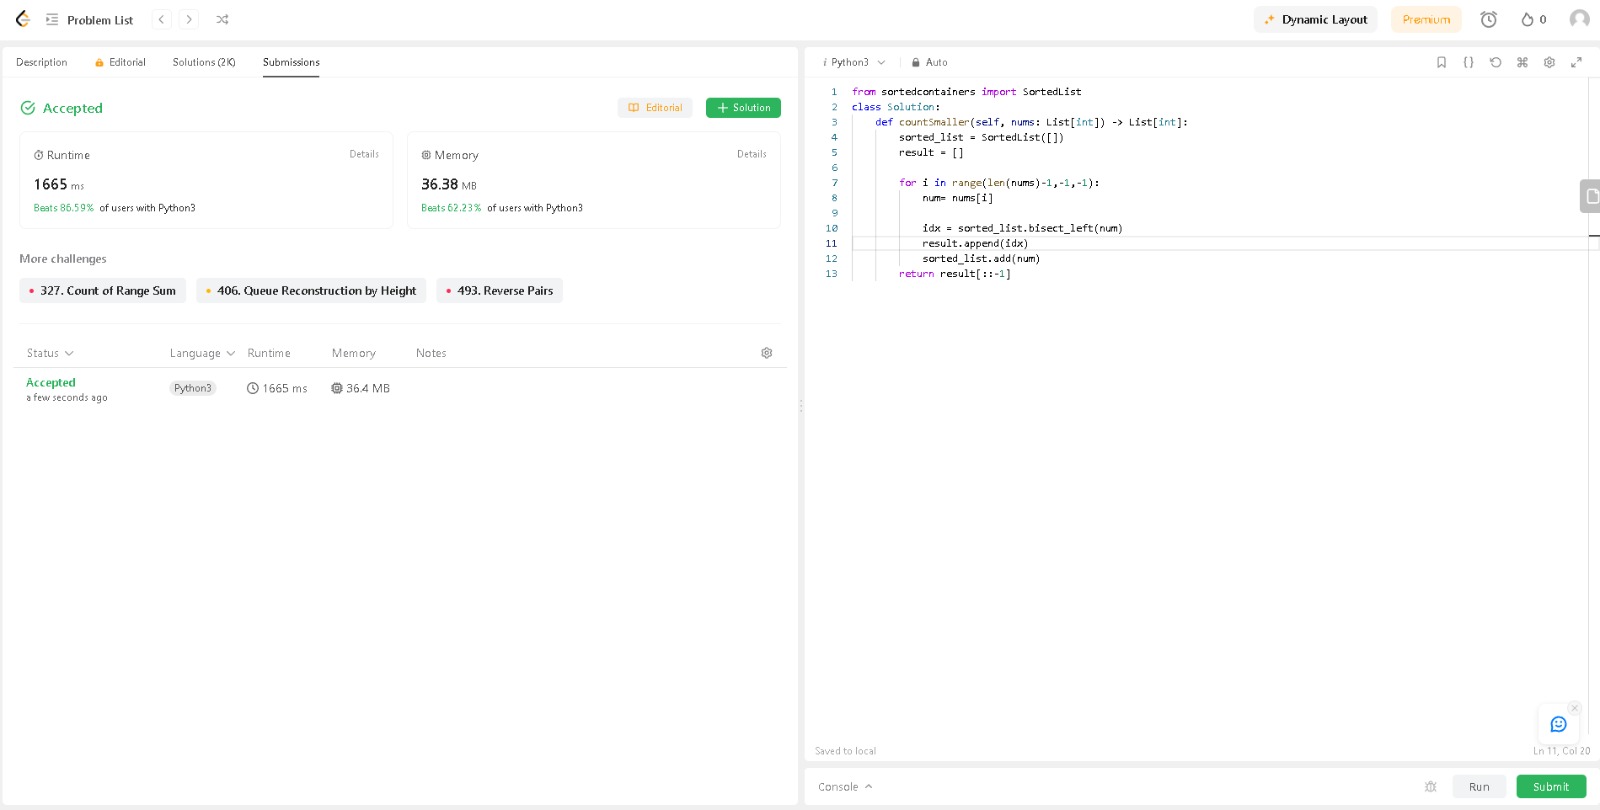 Problem List
Dynamic Layout
Premium
0
Description Editorial Solutions (2K) Submissions
Accepted
Editorial
Solution
Runtime
Details
1665 ms
Beats 86.59% of users with Python3
Memory
Details
36.38 MB
Beats 62.23% of users with Python3
More challenges
327. Count of Range Sum
406. Queue Reconstruction by Height
493. Reverse Pairs
Status Language Runtime Memory Notes
Accepted
a few seconds ago
Python3
1665 ms
36.4 MB
i Python3
Auto
1 from sortedcontainers import SortedList
2 class Solution:
3 def countSmaller(self, nums: List[int]) -> List[int]:
4 sorted_list = SortedList([])
5 result = []
6
7 for i in range(len(nums)-1,-1,-1):
8 num= nums[i]
9
10 idx = sorted_list.bisect_left(num)
11 result.append(idx)
12 sorted_list.add(num)
13 return result[::-1]
Saved to local
Ln 11, Col 20
Console
Run
Submit